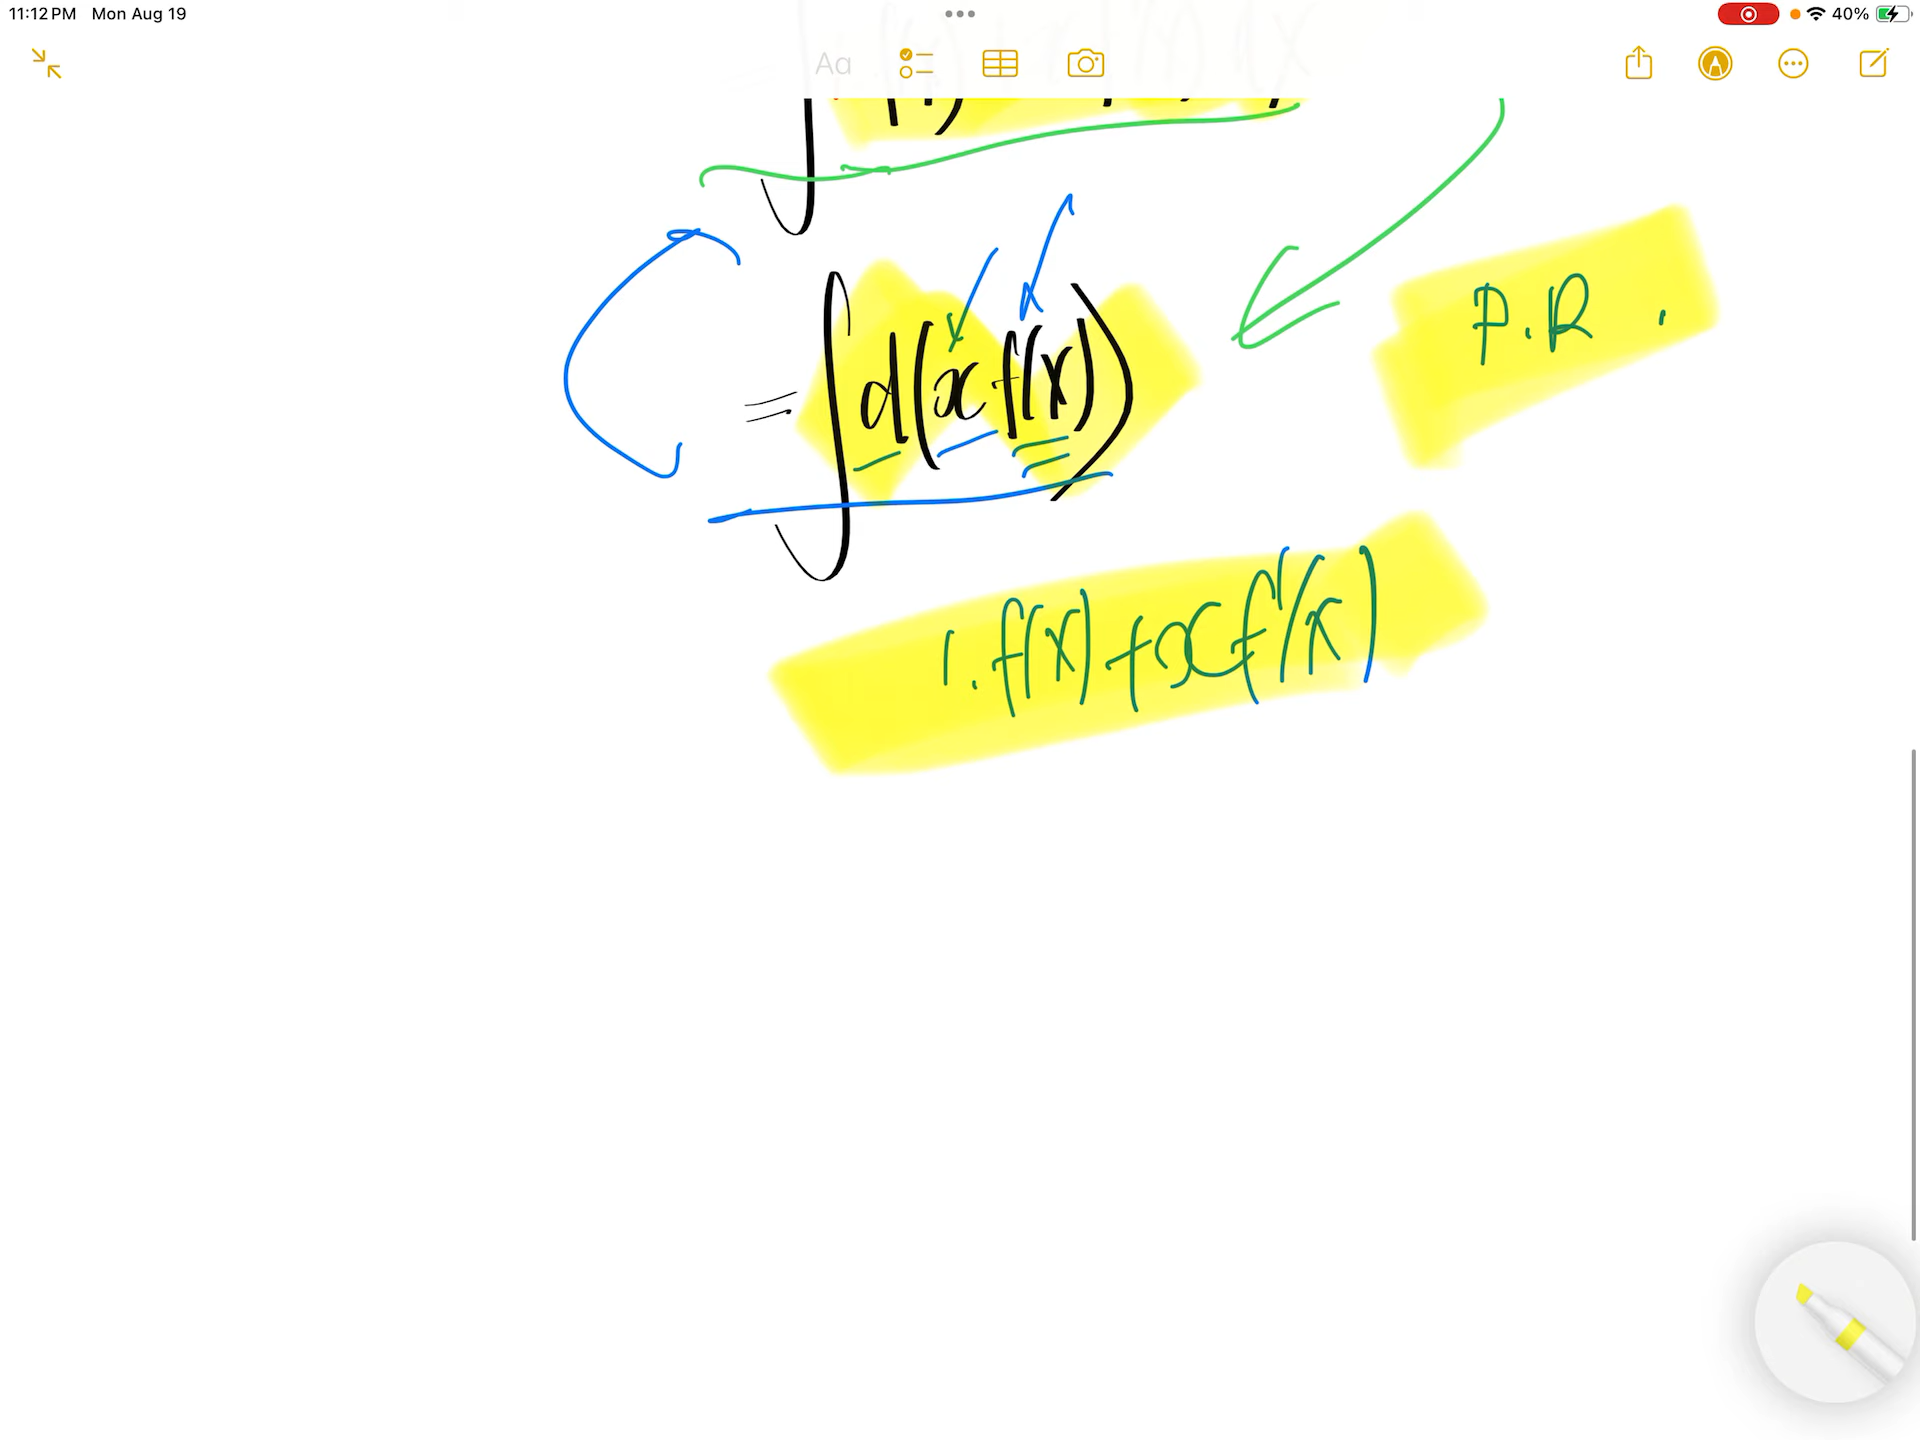 11:12 PM Mon Aug 19
40%
Aa
= ∫ d(x f(x))
P.R.
1. f(x) + x f'(x)